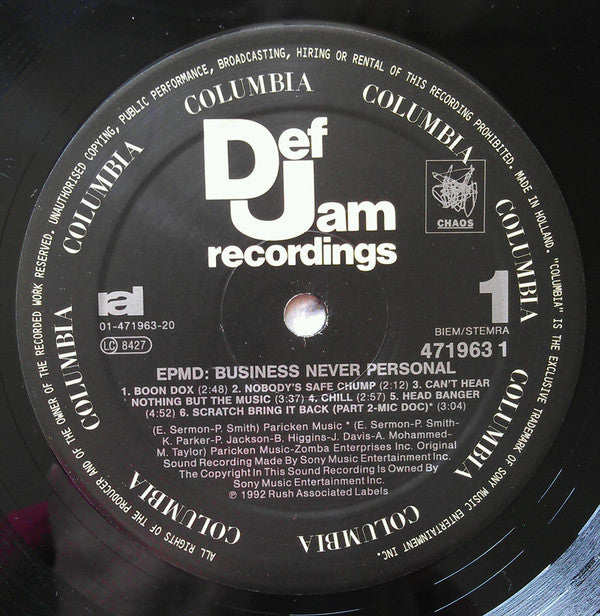 ALL RIGHTS OF THE PRODUCER AND OF THE OWNER OF THE RECORDED WORK RESERVED. UNAUTHORISED COPYING, PUBLIC PERFORMANCE, BROADCASTING, HIRING OR RENTAL OF THIS RECORDING PROHIBITED. MADE IN HOLLAND. "COLUMBIA" IS THE EXCLUSIVE TRADEMARK OF SONY MUSIC ENTERTAINMENT INC.
COLUMBIA
COLUMBIA
COLUMBIA
COLUMBIA
COLUMBIA
COLUMBIA
COLUMBIA
COLUMBIA
COLUMBIA
COLUMBIA
COLUMBIA
Def
Jam
recordings
CHAOS
ral
01-471963-20
LC 8427
1
BIEM/STEMRA
471963 1
EPMD: BUSINESS NEVER PERSONAL
1. BOON DOX (2:48) 2. NOBODY'S SAFE CHUMP (2:12) 3. CAN'T HEAR
NOTHING BUT THE MUSIC (3:37) 4. CHILL (2:57) 5. HEAD BANGER
(4:52) 6. SCRATCH BRING IT BACK (PART 2-MIC DOC)* (3:04)
(E. Sermon-P. Smith) Paricken Music * (E. Sermon-P. Smith-
K. Parker-P. Jackson-B. Higgins-J. Davis-A. Mohammed-
M. Taylor) Paricken Music-Zomba Enterprises Inc. Original
Sound Recording Made by Sony Music Entertainment Inc.
The Copyright In This Sound Recording Is Owned By
Sony Music Entertainment Inc.
℗ 1992 Rush Associated Labels